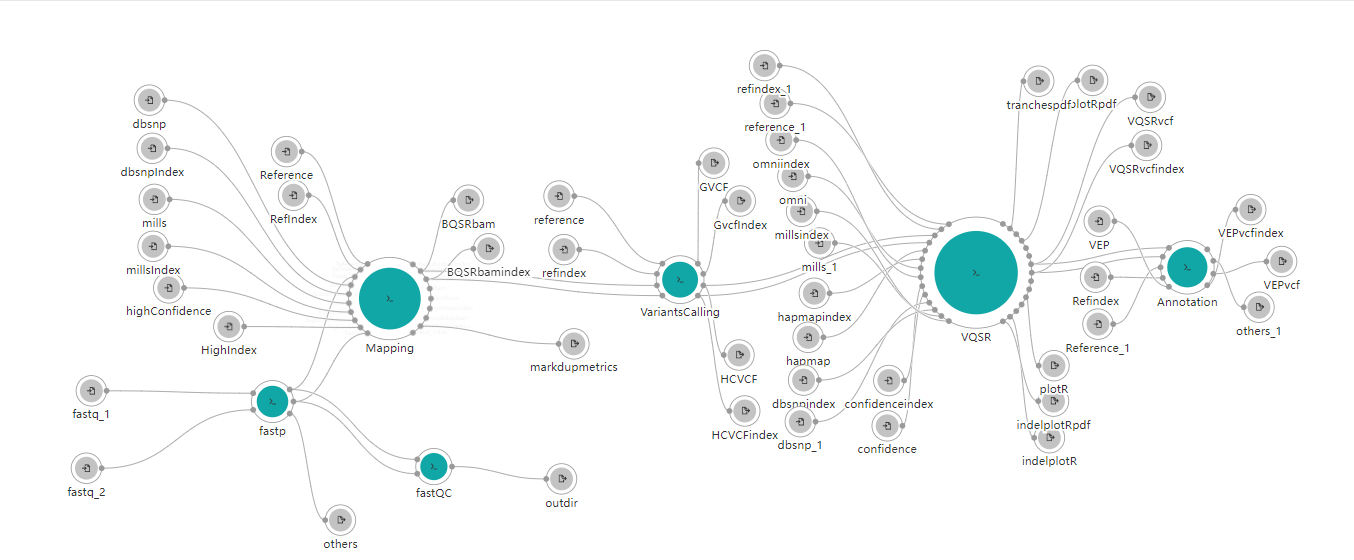 refindex_1
tranchespdf
plotRpdf
dbsnp
reference_1
VQSRvcf
dbsnpIndex
Reference
omniindex
VQSRvcfindex
GVCF
omni
RefIndex
mills
BQSRbam
reference
GvcfIndex
millsindex
VEP
VEPvcfindex
millsIndex
BQSRbamindex
refindex
mills_1
highConfidence
VariantsCalling
hapmapindex
Refindex
Annotation
VEPvcf
HighIndex
Mapping
VQSR
Reference_1
others_1
markdupmetrics
hapmap
HCVCF
plotR
fastq_1
dbsnpindex
confidenceindex
fastp
HCVCFindex
indelplotRpdf
dbsnp_1
confidence
indelplotR
fastq_2
fastQC
outdir
others